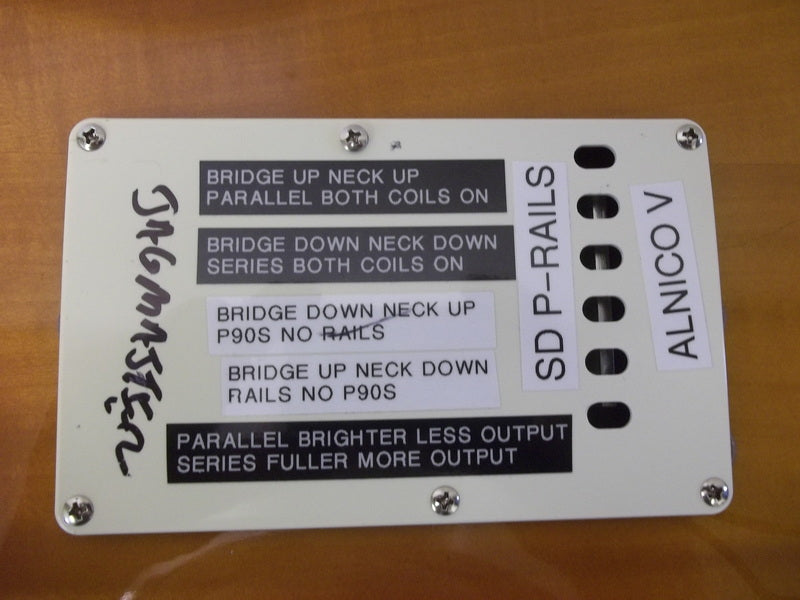 JAGMASTER
BRIDGE UP NECK UP
PARALLEL BOTH COILS ON
BRIDGE DOWN NECK DOWN
SERIES BOTH COILS ON
BRIDGE DOWN NECK UP
P90S NO RAILS
BRIDGE UP NECK DOWN
RAILS NO P90S
PARALLEL BRIGHTER LESS OUTPUT
SERIES FULLER MORE OUTPUT
SD P-RAILS
ALNICO V